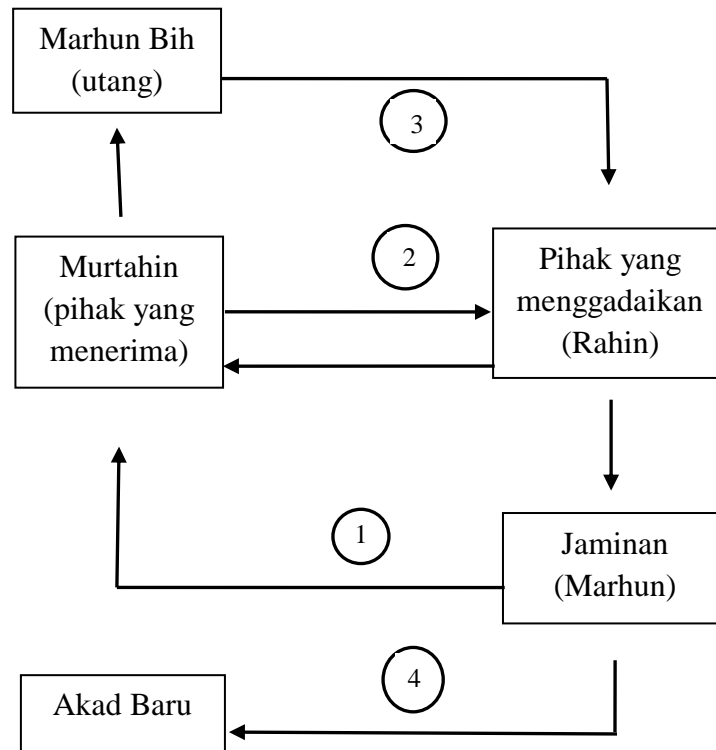 Marhun Bih
(utang)
3
Murtahin
(pihak yang
menerima)
2
Pihak yang
menggadaikan
(Rahin)
1
Jaminan
(Marhun)
Akad Baru
4